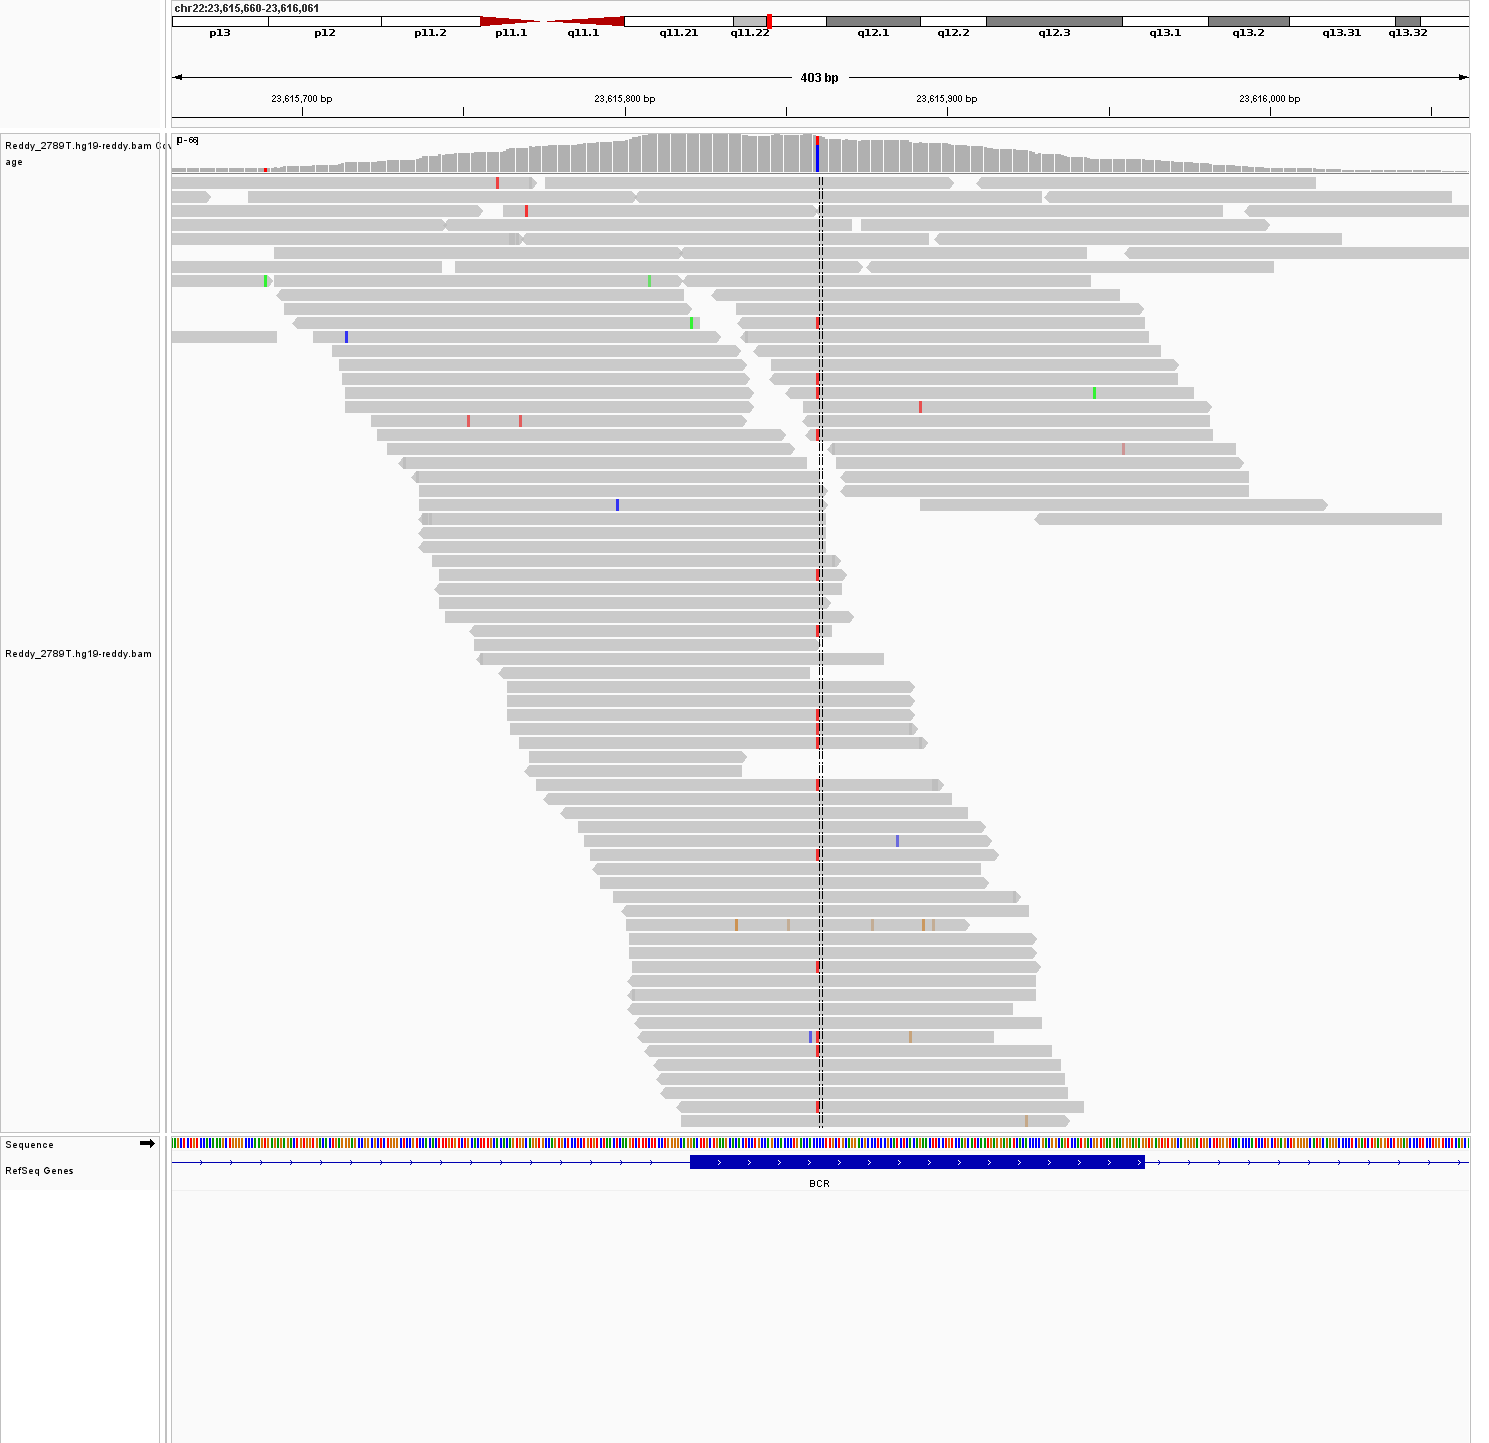 chr22:23,615,660-23,616,061
p13 p12 p11.2 p11.1 q11.1 q11.21 q11.22 q12.1 q12.2 q12.3 q13.1 q13.2 q13.31 q13.32
403 bp
23,615,700 bp 23,615,800 bp 23,615,900 bp 23,616,000 bp
Reddy_2789T.hg19-reddy.bam Cov
age
[0 - 66]
Reddy_2789T.hg19-reddy.bam
Sequence
RefSeq Genes
BCR